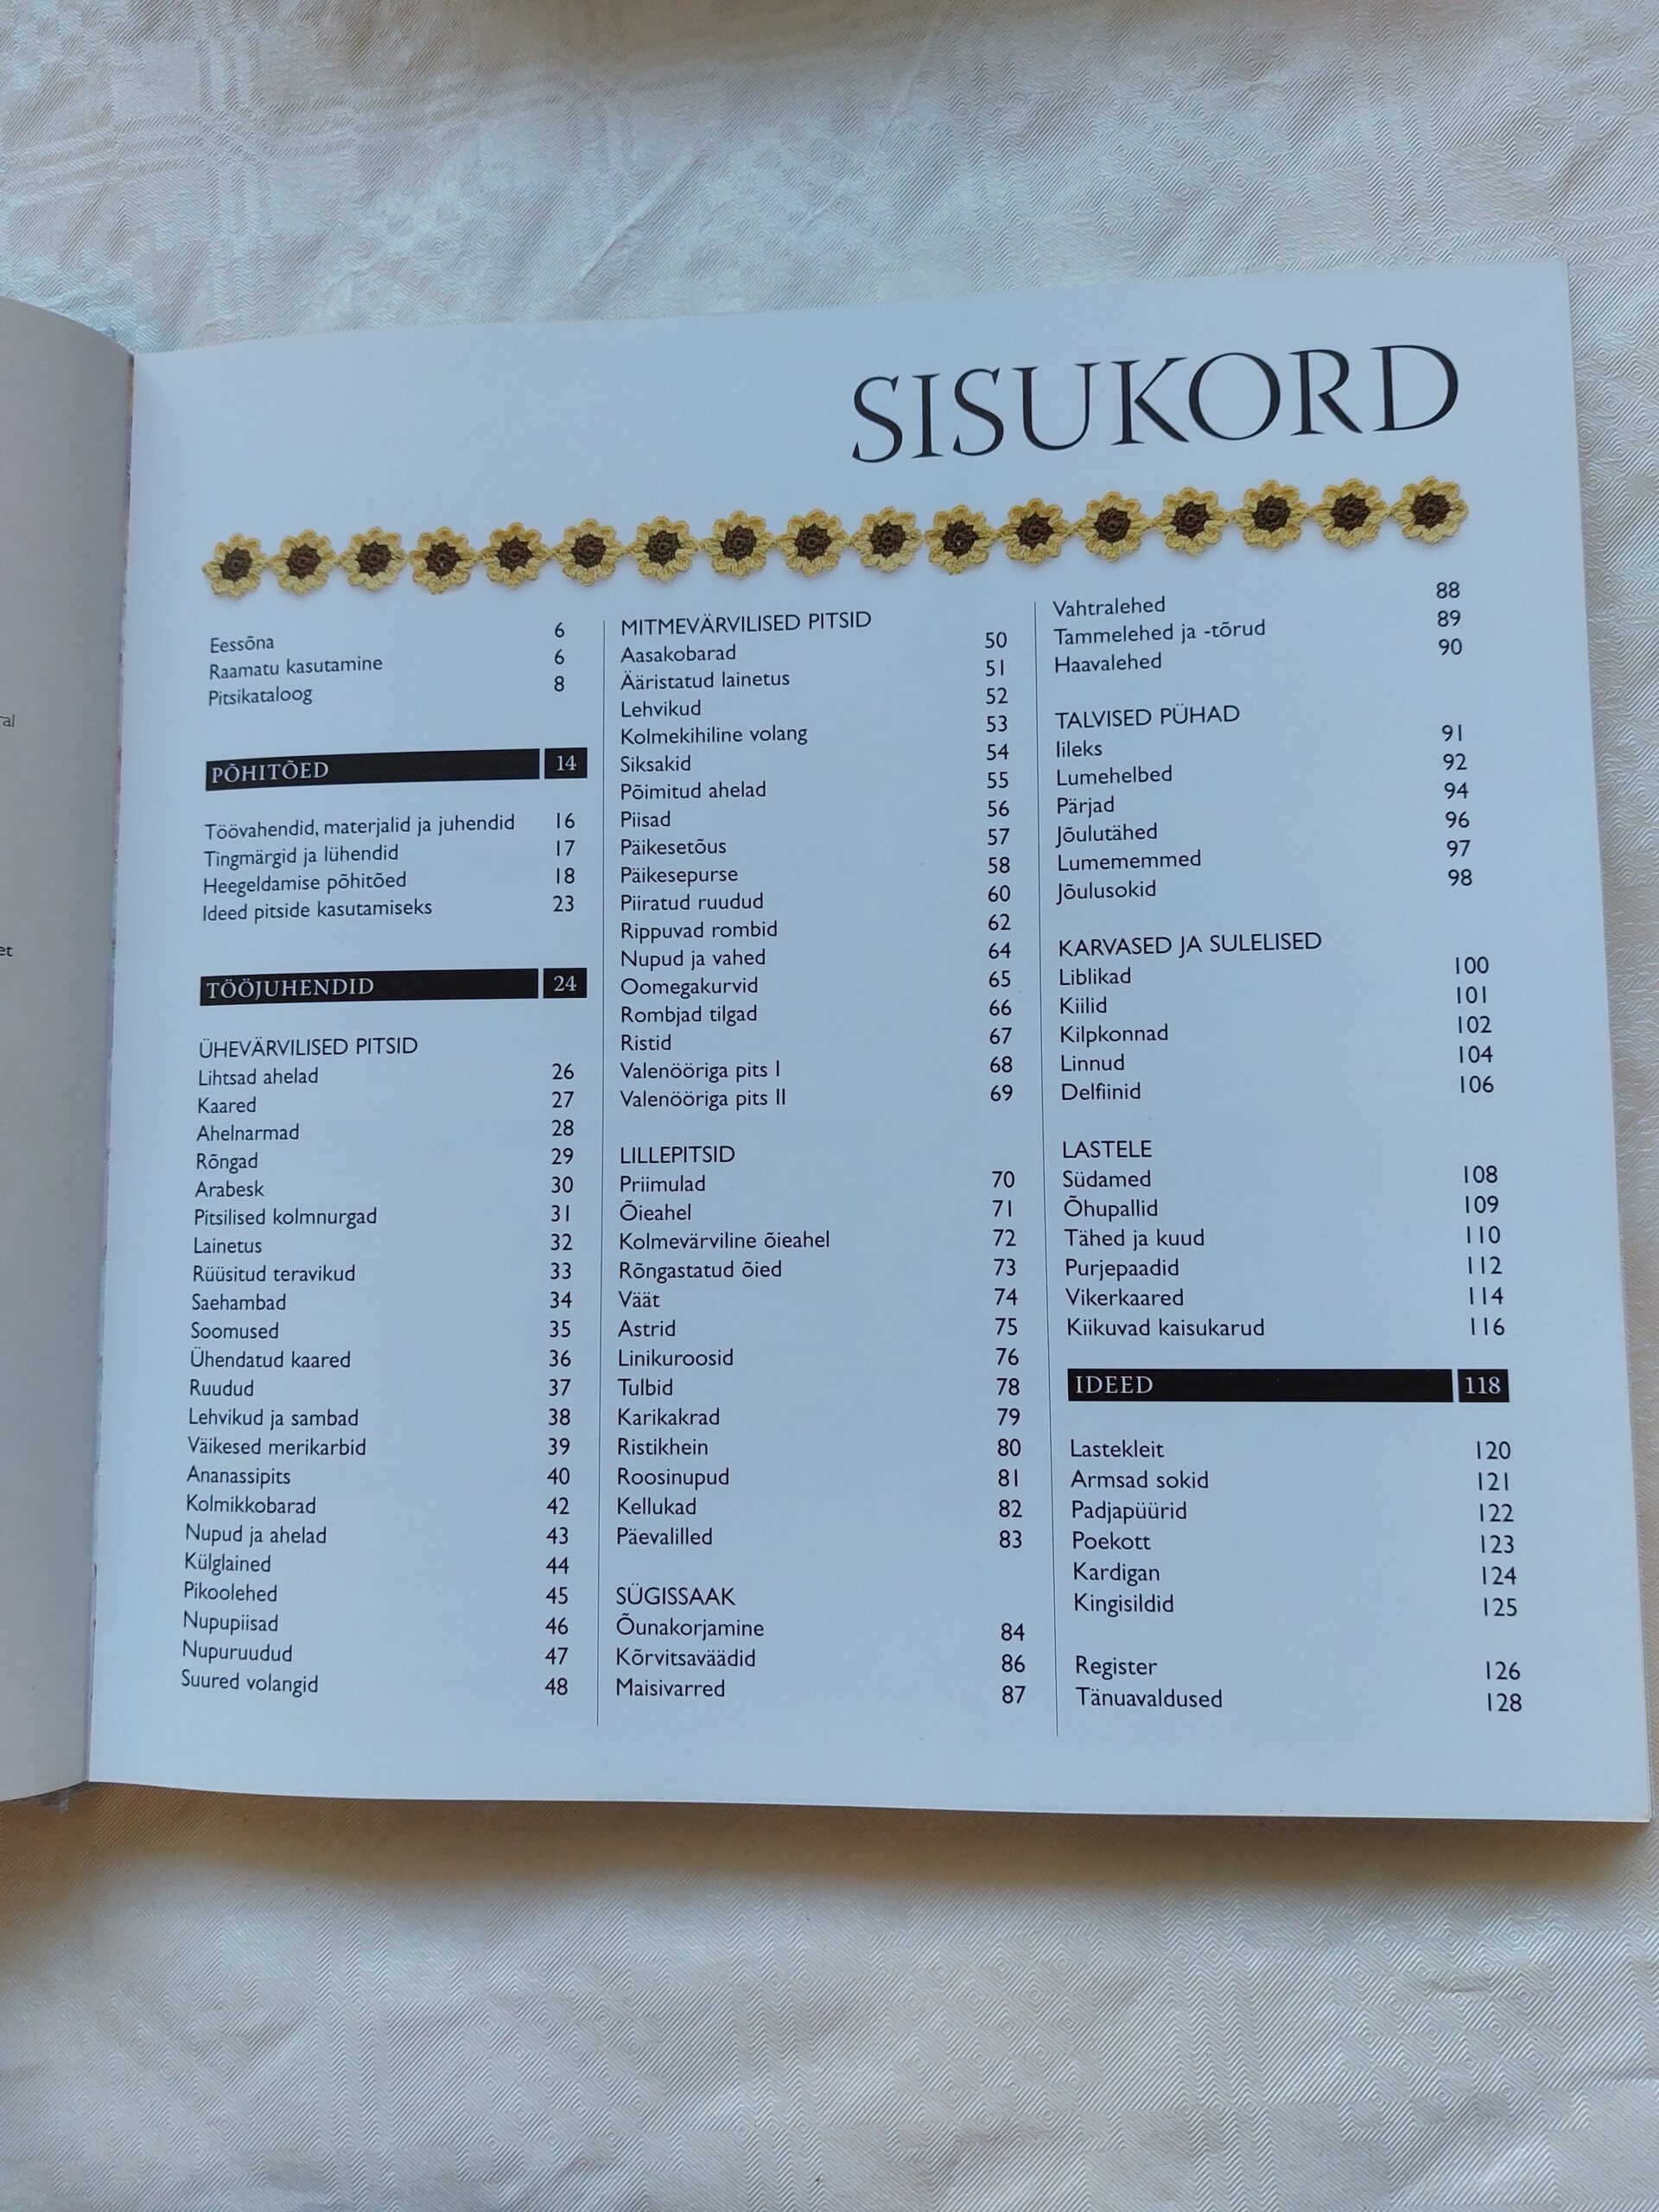 al
et
SISUKORD
Eessõna 6
Raamatu kasutamine 6
Pitsikataloog 8
PÕHITÕED 14
Töövahendid, materjalid ja juhendid 16
Tingmärgid ja lühendid 17
Heegeldamise põhitõed 18
Ideed pitside kasutamiseks 23
TÖÖJUHENDID 24
ÜHEVÄRVILISED PITSID
Lihtsad ahelad 26
Kaared 27
Ahelnarmad 28
Rõngad 29
Arabesk 30
Pitsilised kolmnurgad 31
Lainetus 32
Rüüsitud teravikud 33
Saehambad 34
Soomused 35
Ühendatud kaared 36
Ruudud 37
Lehvikud ja sambad 38
Väikesed merikarbid 39
Ananassipits 40
Kolmikkobarad 42
Nupud ja ahelad 43
Külglained 44
Pikoolehed 45
Nupupiisad 46
Nupuruudud 47
Suured volangid 48
MITMEVÄRVILISED PITSID
Aasakobarad 50
Ääristatud lainetus 51
Lehvikud 52
Kolmekihiline volang 53
Siksakid 54
Põimitud ahelad 55
Piisad 56
Päikesetõus 57
Päikesepurse 58
Piiratud ruudud 60
Rippuvad rombid 62
Nupud ja vahed 64
Oomegakurvid 65
Rombjad tilgad 66
Ristid 67
Valenööriga pits I 68
Valenööriga pits II 69
LILLEPITSID
Priimulad 70
Õieahel 71
Kolmevärviline õieahel 72
Rõngastatud õied 73
Väät 74
Astrid 75
Linikuroosid 76
Tulbid 78
Karikakrad 79
Ristikhein 80
Roosinupud 81
Kellukad 82
Päevalilled 83
SÜGISSAAK
Õunakorjamine 84
Kõrvitsaväädid 86
Maisivarred 87
Vahtralehed 88
Tammelehed ja -tõrud 89
Haavalehed 90
TALVISED PÜHAD
Iileks 91
Lumehelbed 92
Pärjad 94
Jõulutähed 96
Lumememmed 97
Jõulusokid 98
KARVASED JA SULELISED
Liblikad 100
Kiilid 101
Kilpkonnad 102
Linnud 104
Delfiinid 106
LASTELE
Südamed 108
Õhupallid 109
Tähed ja kuud 110
Purjepaadid 112
Vikerkaared 114
Kiikuvad kaisukarud 116
IDEED 118
Lastekleit 120
Armsad sokid 121
Padjapüürid 122
Poekott 123
Kardigan 124
Kingisildid 125
Register 126
Tänuavaldused 128